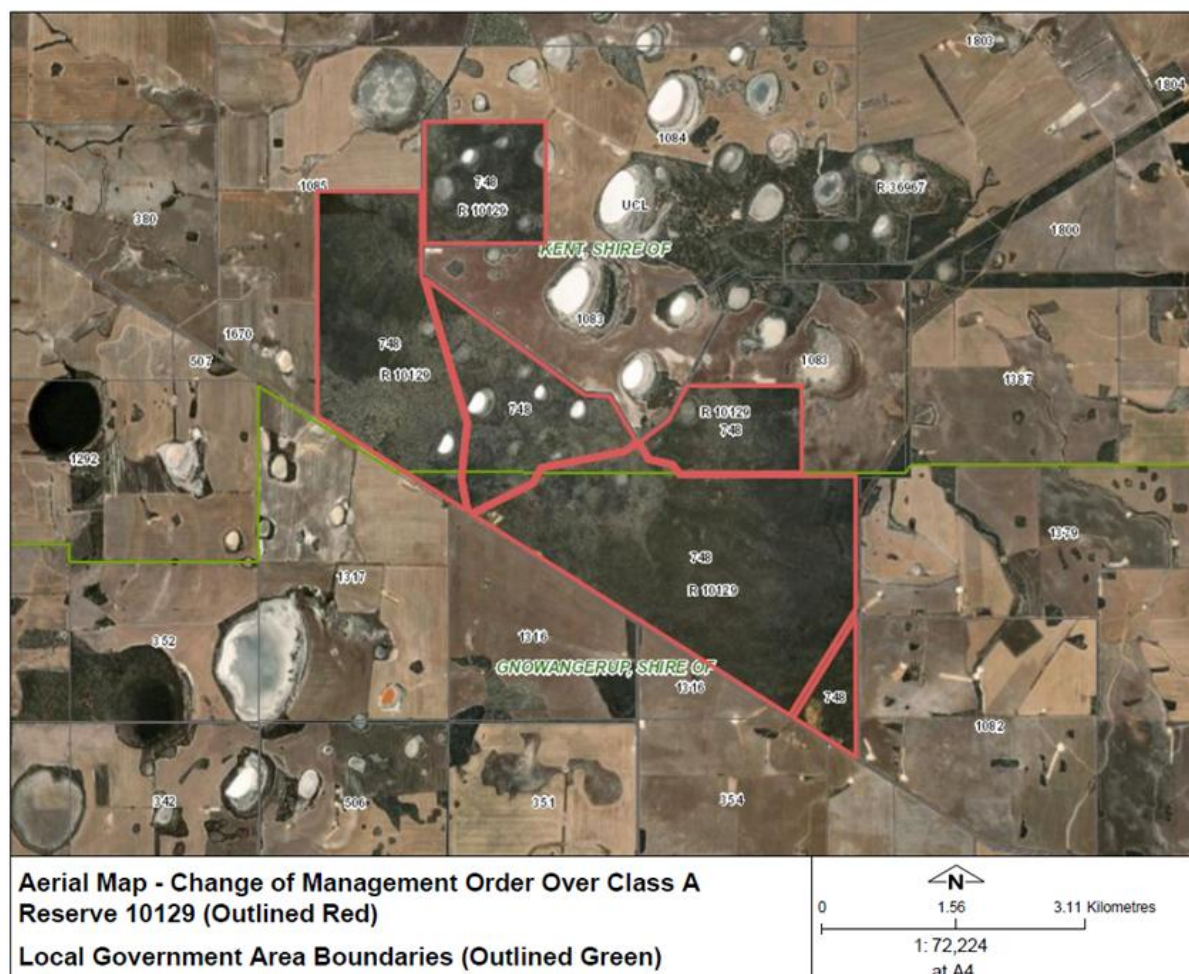 1803
1804
1084
1085
748
R 10129
R 36967
UCL
380
1800
KENT, SHIRE OF
1083
1670
748
507
R 10129
1083
1387
748
R 10129
748
1292
1379
748
1317
R 10129
352
1316
GNOWANGERUP, SHIRE OF
1316
748
1082
342
506
351
354
Aerial Map - Change of Management Order Over Class A
Reserve 10129 (Outlined Red)
Local Government Area Boundaries (Outlined Green)
N
0 1.56 3.11 Kilometres
1: 72,224
at A4